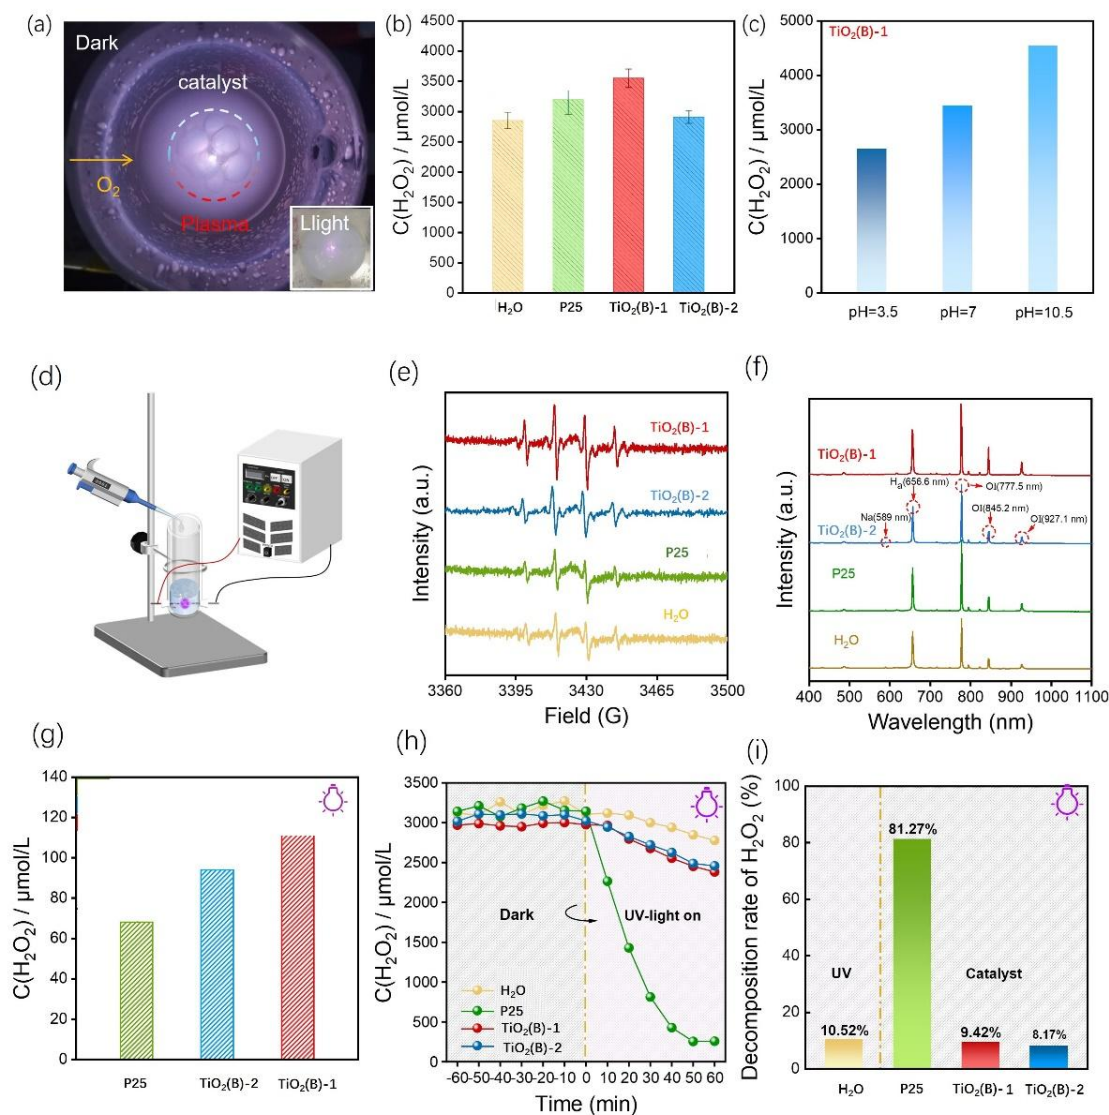 (a)
Dark
catalyst
O₂
Plasma
Llight
(b)
C(H₂O₂) / μmol/L
4500
4000
3500
3000
2500
2000
1500
1000
500
0
H₂O P25 TiO₂(B)-1 TiO₂(B)-2
(c)
TiO₂(B)-1
C(H₂O₂) / μmol/L
5000
4000
3000
2000
1000
0
pH=3.5 pH=7 pH=10.5
(d)
(e)
Intensity (a.u.)
TiO₂(B)-1
TiO₂(B)-2
P25
H₂O
3360 3395 3430 3465 3500
Field (G)
(f)
Intensity (a.u.)
TiO₂(B)-1
Hₐ(656.6 nm)
OI(777.5 nm)
Na(589 nm)
OI(845.2 nm)
OI(927.1 nm)
TiO₂(B)-2
P25
H₂O
400 500 600 700 800 900 1000 1100
Wavelength (nm)
(g)
C(H₂O₂) / μmol/L
140
120
100
80
60
40
20
0
P25 TiO₂(B)-2 TiO₂(B)-1
(h)
C(H₂O₂) / μmol/L
3500
3000
2500
2000
1500
1000
500
0
Dark
UV-light on
H₂O
P25
TiO₂(B)-1
TiO₂(B)-2
-60 -50 -40 -30 -20 -10 0 10 20 30 40 50 60
Time (min)
(i)
Decomposition rate of H₂O₂ (%)
100
80
60
40
20
0
81.27%
UV
Catalyst
10.52%
9.42%
8.17%
H₂O P25 TiO₂(B)-1 TiO₂(B)-2